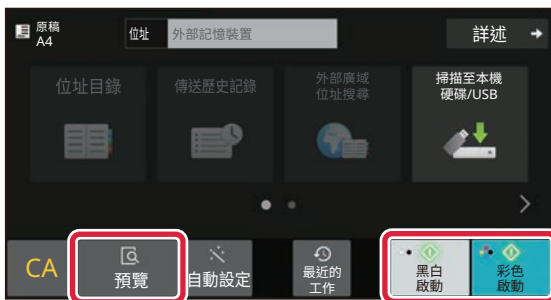 原稿
A4
位址 外部記憶裝置
詳述
位址目錄
傳送歷史記錄
外部廣域
位址搜尋
掃描至本機
硬碟/USB
CA
預覽
自動設定
最近的
工作
黑白
啟動
彩色
啟動